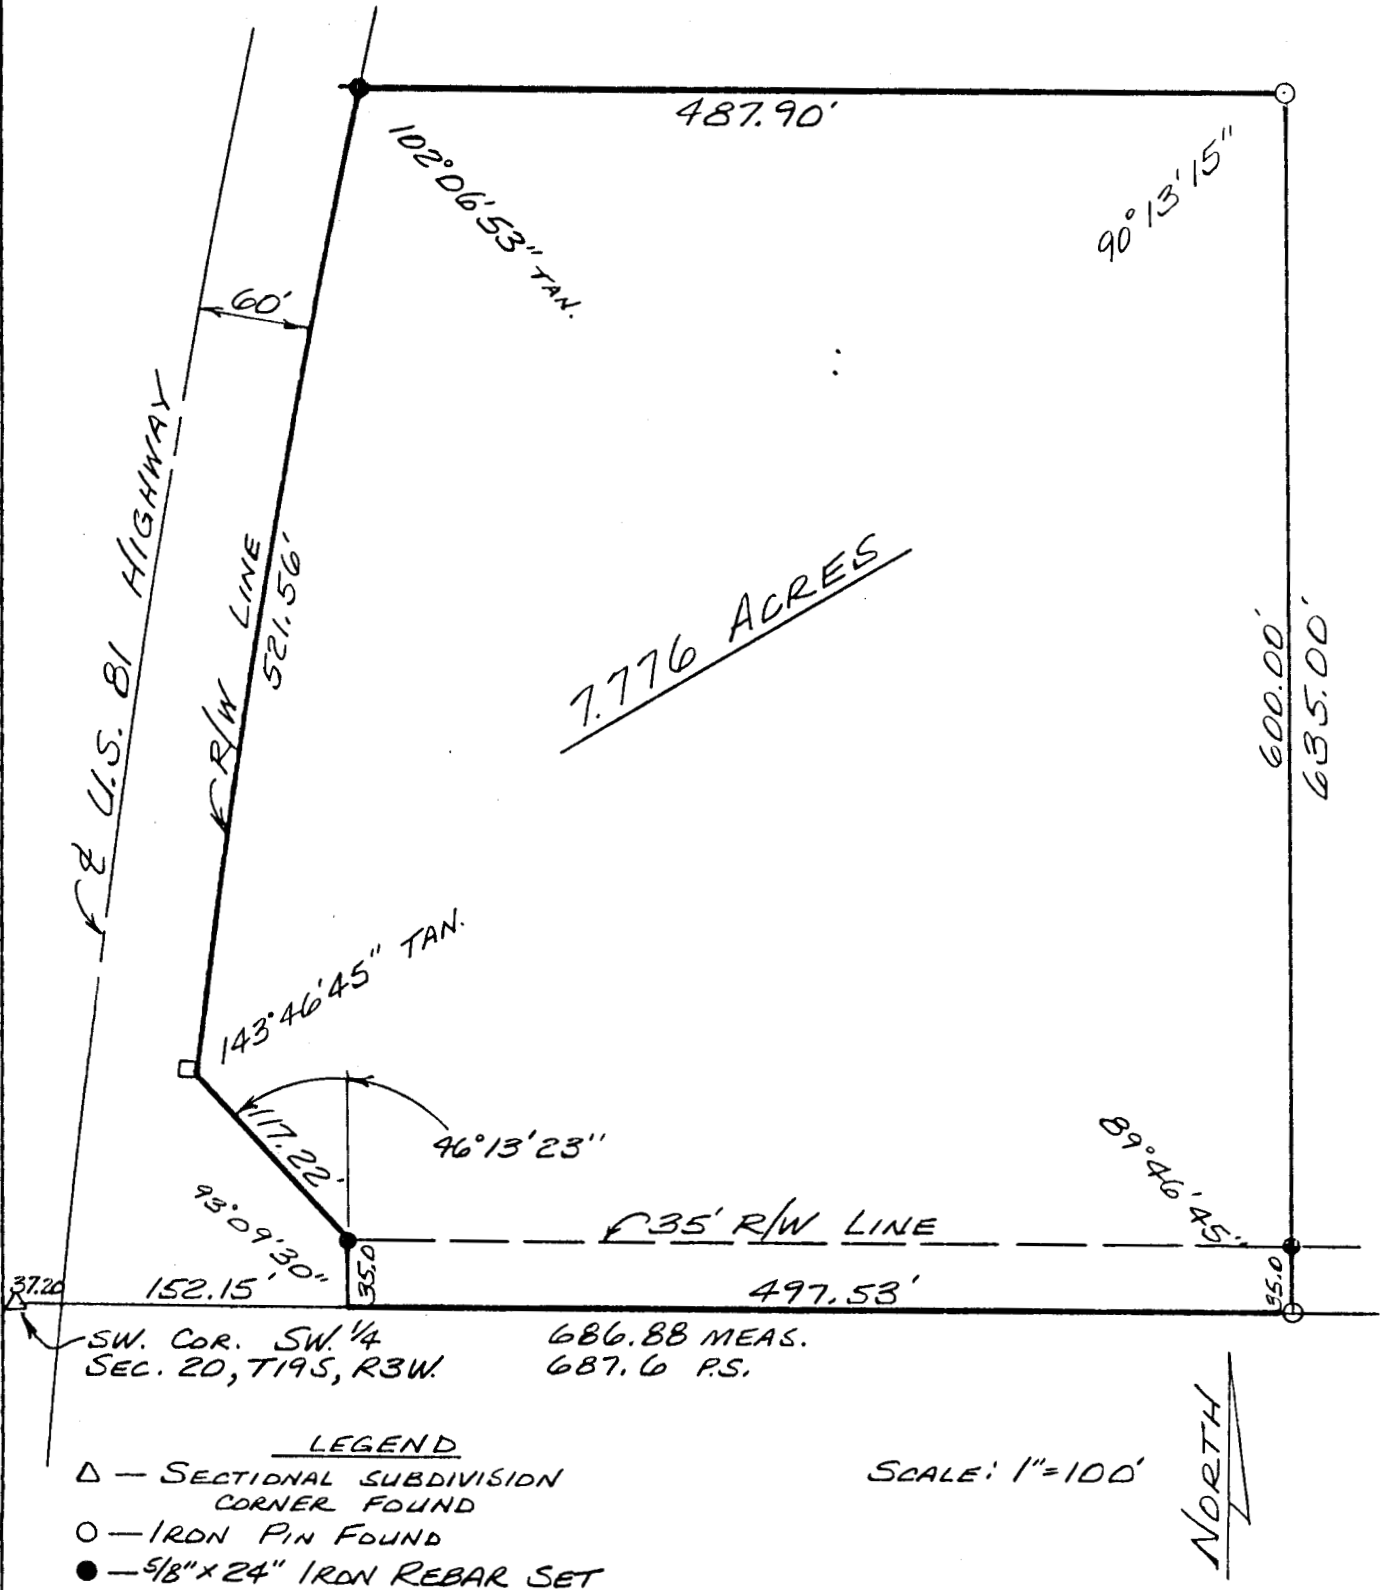 487.90'
102°06'53" TAN.
90°13'15"
60'
℄ U.S. 81 HIGHWAY
R/W LINE
521.56'
7.776 ACRES
600.00'
635.00'
143°46'45" TAN.
117.22'
46°13'23"
89°46'45"
93°09'30"
35' R/W LINE
35.0
35.0
37.20
152.15'
497.53'
SW. COR. SW. 1/4
SEC. 20, T19S, R3W.
686.88 MEAS.
687.6 P.S.
LEGEND
△ — SECTIONAL SUBDIVISION
CORNER FOUND
○ — IRON PIN FOUND
● — 5/8" x 24" IRON REBAR SET
SCALE: 1"=100'
NORTH